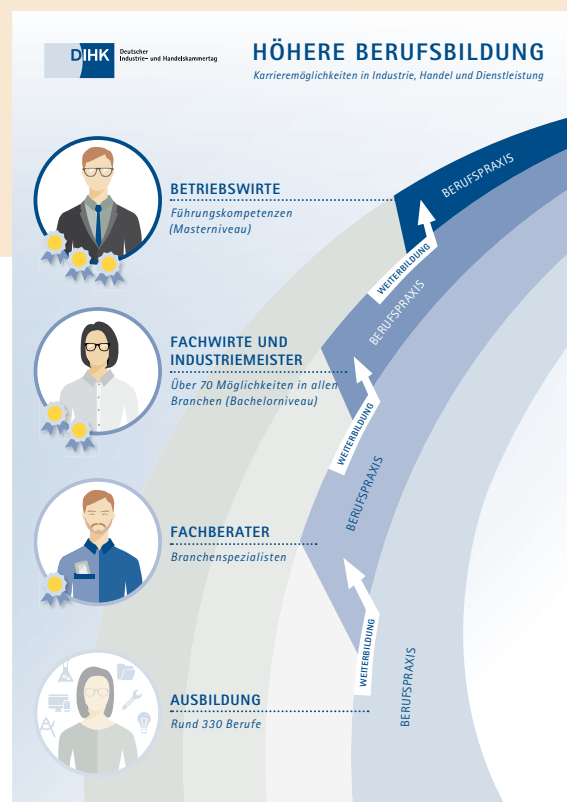 DIHK
Deutscher
Industrie- und Handelskammertag
HÖHERE BERUFSBILDUNG
Karrieremöglichkeiten in Industrie, Handel und Dienstleistung
BERUFSPRAXIS
BETRIEBSWIRTE
Führungskompetenzen
(Masterniveau)
WEITERBILDUNG
BERUFSPRAXIS
FACHWIRTE UND
INDUSTRIEMEISTER
Über 70 Möglichkeiten in allen
Branchen (Bachelorniveau)
WEITERBILDUNG
BERUFSPRAXIS
FACHBERATER
Branchenspezialisten
WEITERBILDUNG
BERUFSPRAXIS
AUSBILDUNG
Rund 330 Berufe